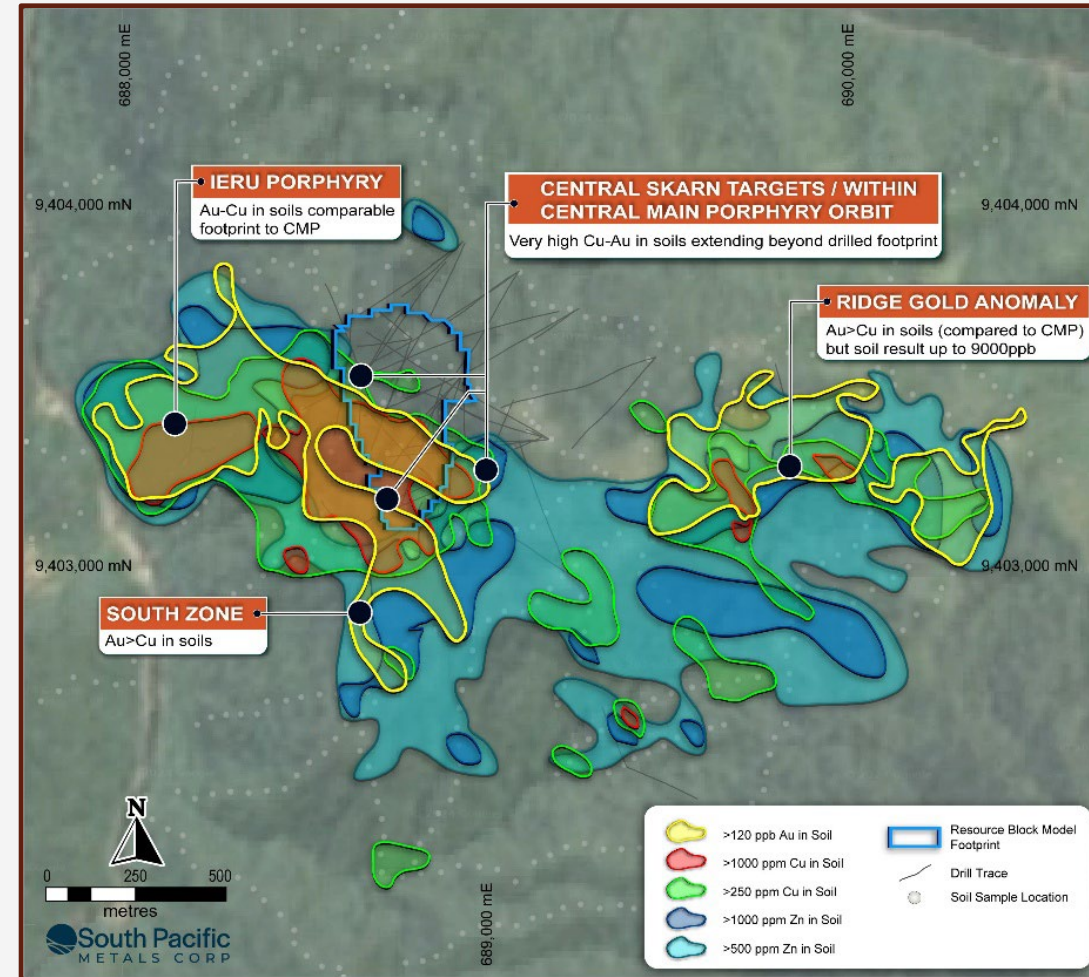 688,000 mE
690,000 mE
IERU PORPHYRY
Au-Cu in soils comparable
footprint to CMP
CENTRAL SKARN TARGETS / WITHIN
CENTRAL MAIN PORPHYRY ORBIT
Very high Cu-Au in soils extending beyond drilled footprint
9,404,000 mN
9,404,000 mN
RIDGE GOLD ANOMALY
Au>Cu in soils (compared to CMP)
but soil result up to 9000ppb
9,403,000 mN
9,403,000 mN
SOUTH ZONE
Au>Cu in soils
N
0 250 500
metres
South Pacific
METALS CORP
689,000 mE
>120 ppb Au in Soil
>1000 ppm Cu in Soil
>250 ppm Cu in Soil
>1000 ppm Zn in Soil
>500 ppm Zn in Soil
Resource Block Model
Footprint
Drill Trace
Soil Sample Location